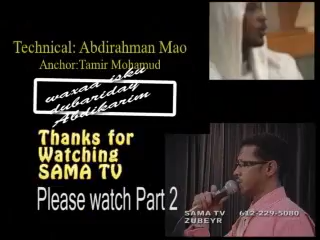 Technical: Abdirahman Mao
Anchor:Tamir Mohamud
waxaa isku
dubariday
Abdikarim
Thanks for
Watching
SAMA TV
Please watch Part 2
SAMA TV 612-229-5080
ZUBEYR